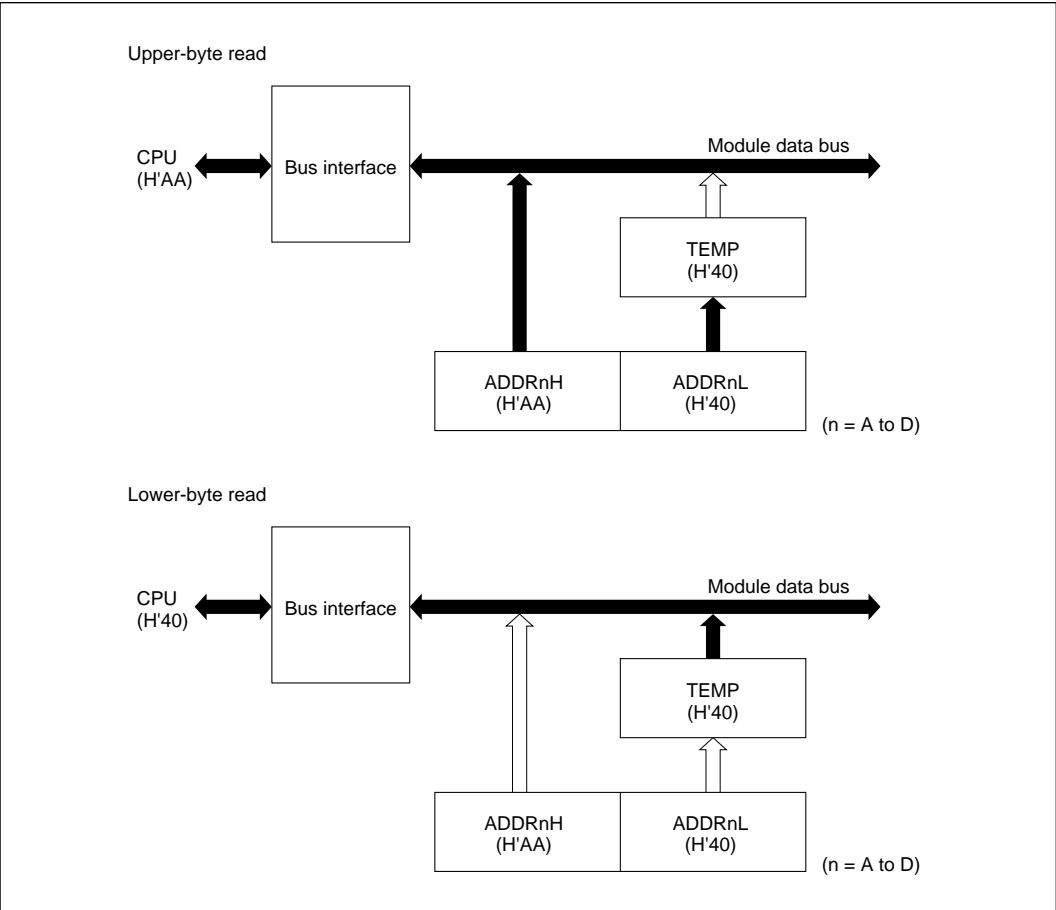 Upper-byte read
CPU
(H'AA)
Bus interface
Module data bus
TEMP
(H'40)
ADDRnH
(H'AA)
ADDRnL
(H'40)
(n = A to D)
Lower-byte read
CPU
(H'40)
Bus interface
Module data bus
TEMP
(H'40)
ADDRnH
(H'AA)
ADDRnL
(H'40)
(n = A to D)